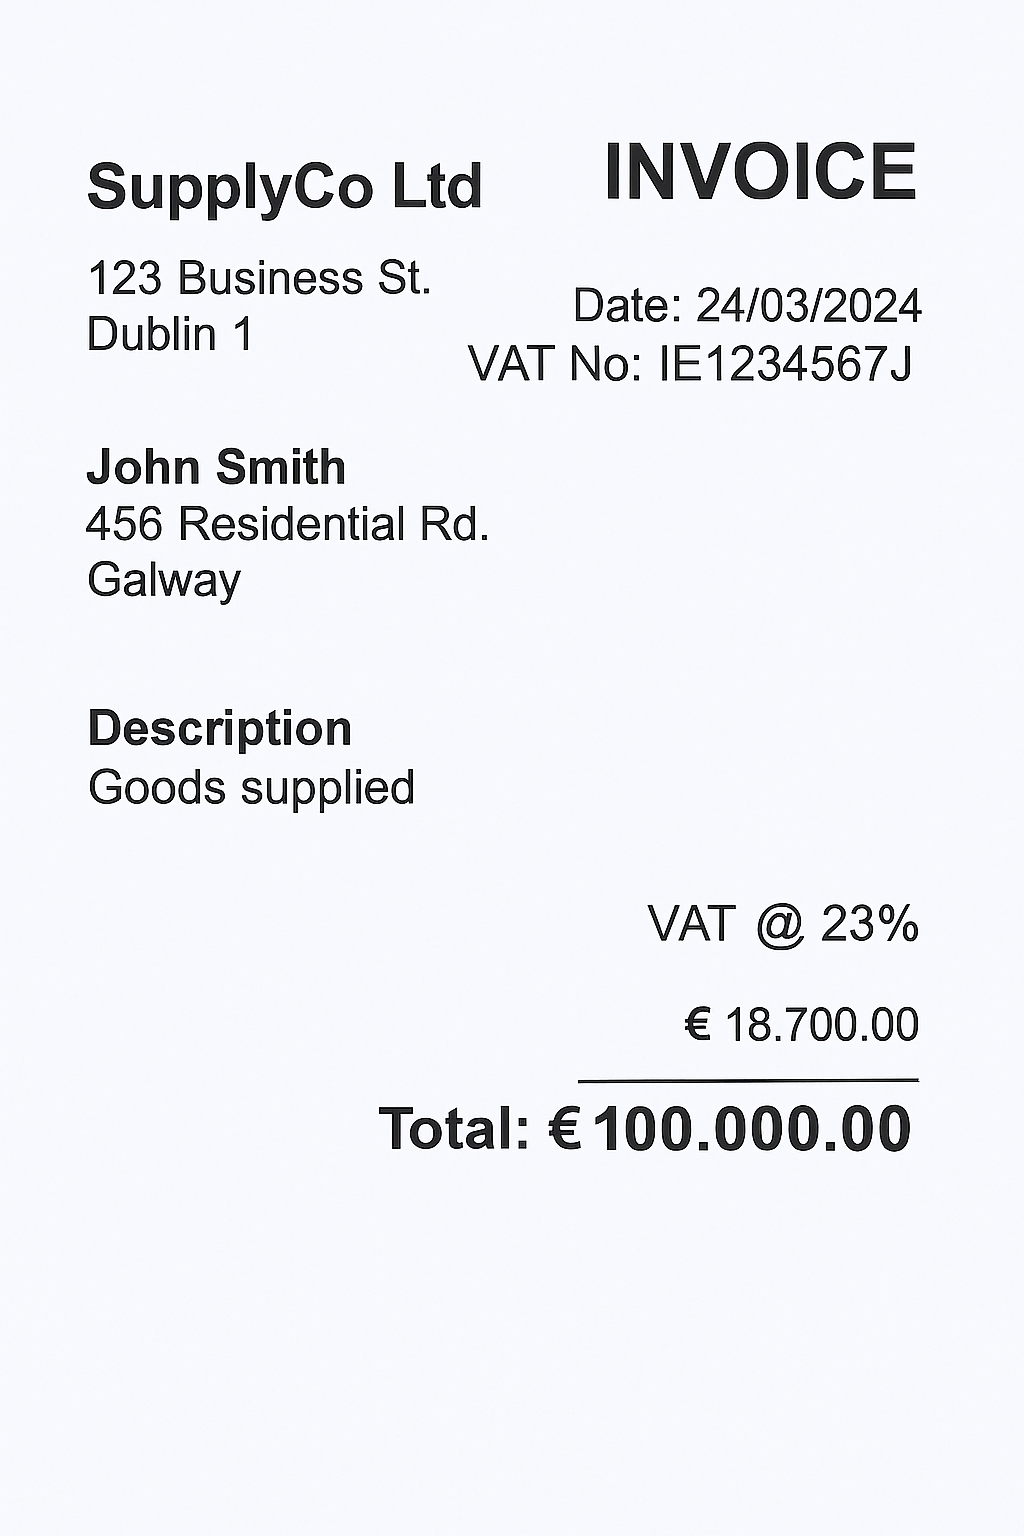 SupplyCo Ltd
INVOICE
123 Business St.
Dublin 1
Date: 24/03/2024
VAT No: IE1234567J
John Smith
456 Residential Rd.
Galway
Description
Goods supplied
VAT @ 23%
€ 18.700.00
Total: € 100.000.00